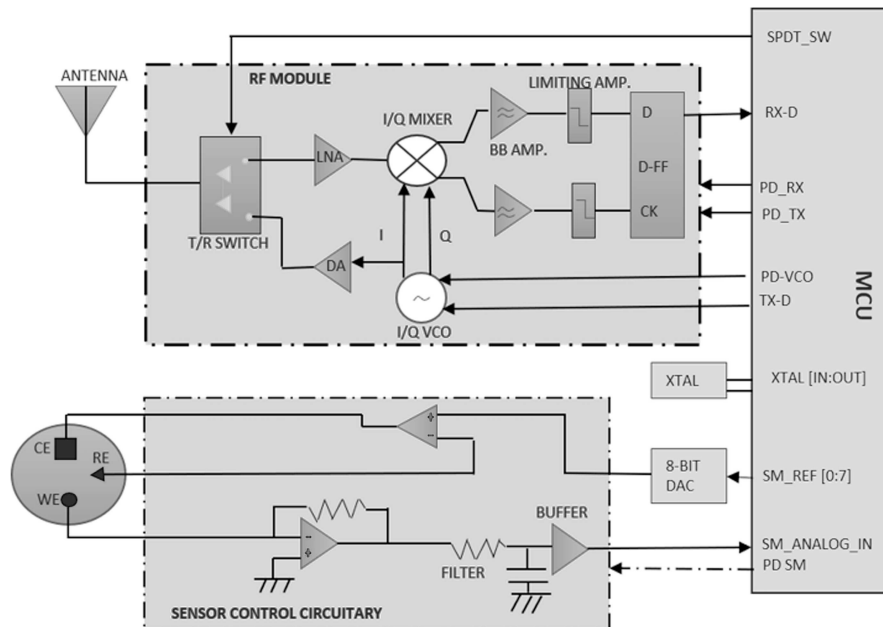 SPDT_SW
ANTENNA
RF MODULE
LIMITING AMP.
I/Q MIXER
D
RX-D
LNA
BB AMP.
D-FF
PD_RX
CK
PD_TX
T/R SWITCH
I
Q
DA
PD-VCO
MCU
TX-D
~
I/Q VCO
XTAL
XTAL [IN:OUT]
CE
+
-
RE
8-BIT
DAC
SM_REF [0:7]
WE
BUFFER
-
+
SM_ANALOG_IN
FILTER
PD SM
SENSOR CONTROL CIRCUITARY